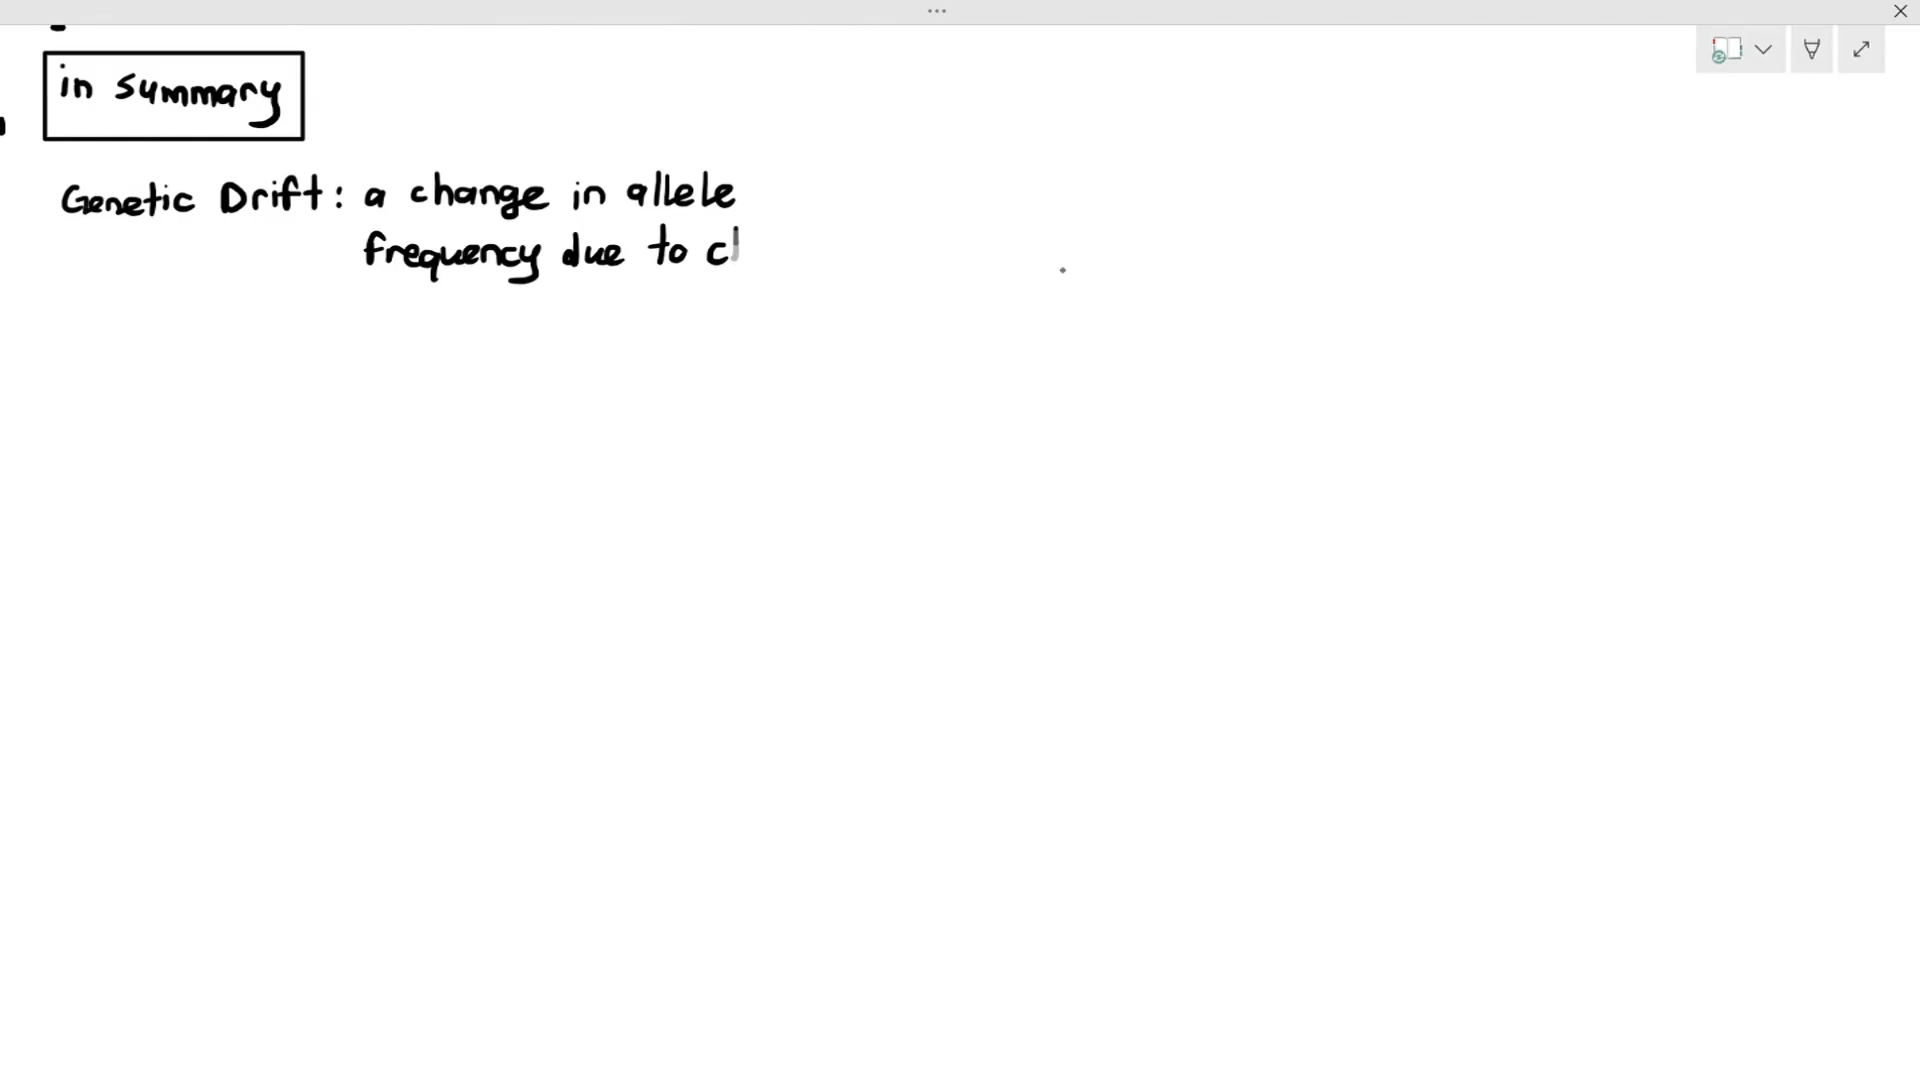 in summary
Genetic Drift: a change in allele
frequency due to c